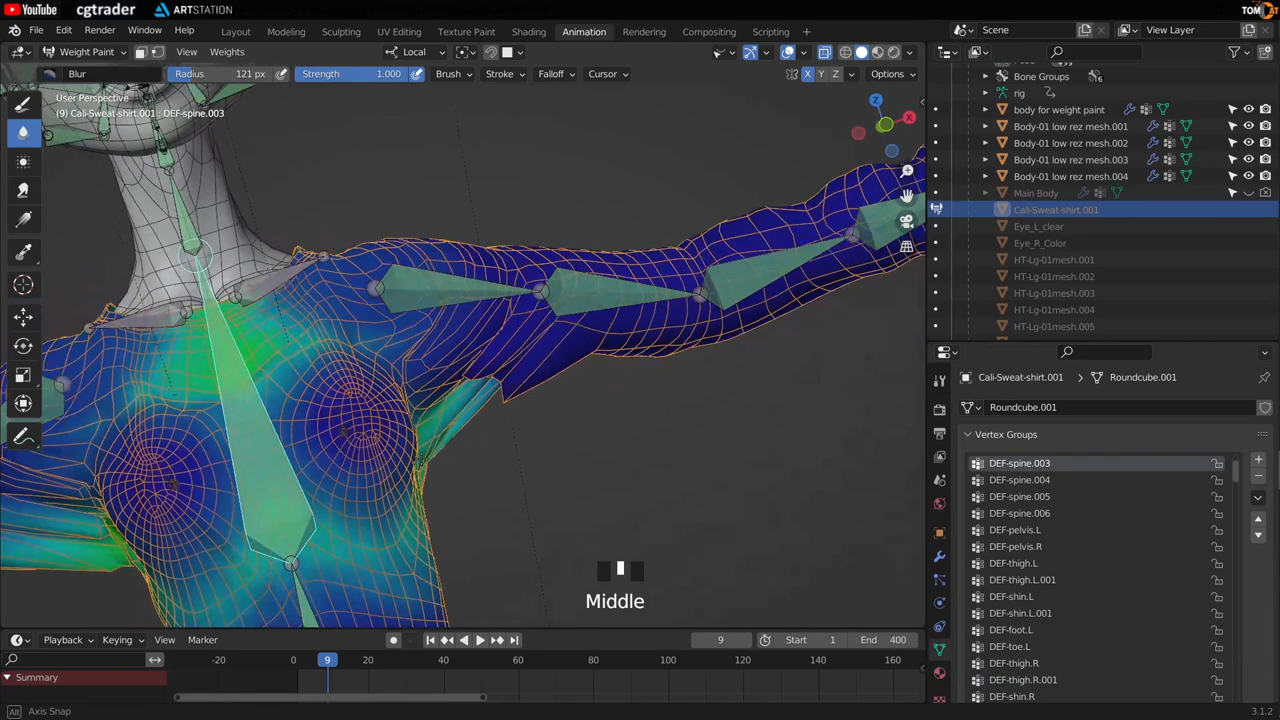 YouTube cgtrader ARTSTATION TOM CAT
File Edit Render Window Help Layout Modeling Sculpting UV Editing Texture Paint Shading Animation Rendering Compositing Scripting Scene View Layer
Weight Paint View Weights Local
Blur Radius 121 px Strength 1.000 Brush Stroke Falloff Cursor X Y Z Options
User Perspective
(9) Cali-Sweat-shirt.001 : DEF-spine.003
Z
X
Bone Groups 6
rig
body for weight paint
Body-01 low rez mesh.001
Body-01 low rez mesh.002
Body-01 low rez mesh.003
Body-01 low rez mesh.004
Main Body
Cali-Sweat-shirt.001
Eye_L_clear
Eye_R_Color
HT-Lg-01mesh.001
HT-Lg-01mesh.002
HT-Lg-01mesh.003
HT-Lg-01mesh.004
HT-Lg-01mesh.005
Cali-Sweat-shirt.001 > Roundcube.001
Roundcube.001
Vertex Groups
DEF-spine.003
DEF-spine.004
DEF-spine.005
DEF-spine.006
DEF-pelvis.L
DEF-pelvis.R
DEF-thigh.L
DEF-thigh.L.001
DEF-shin.L
DEF-shin.L.001
DEF-foot.L
DEF-toe.L
DEF-thigh.R
DEF-thigh.R.001
DEF-shin.R
Middle
Playback Keying View Marker 9 Start 1 End 400
-20 0 9 20 40 60 80 100 120 140 160
Summary
Alt Axis Snap 3.1.2